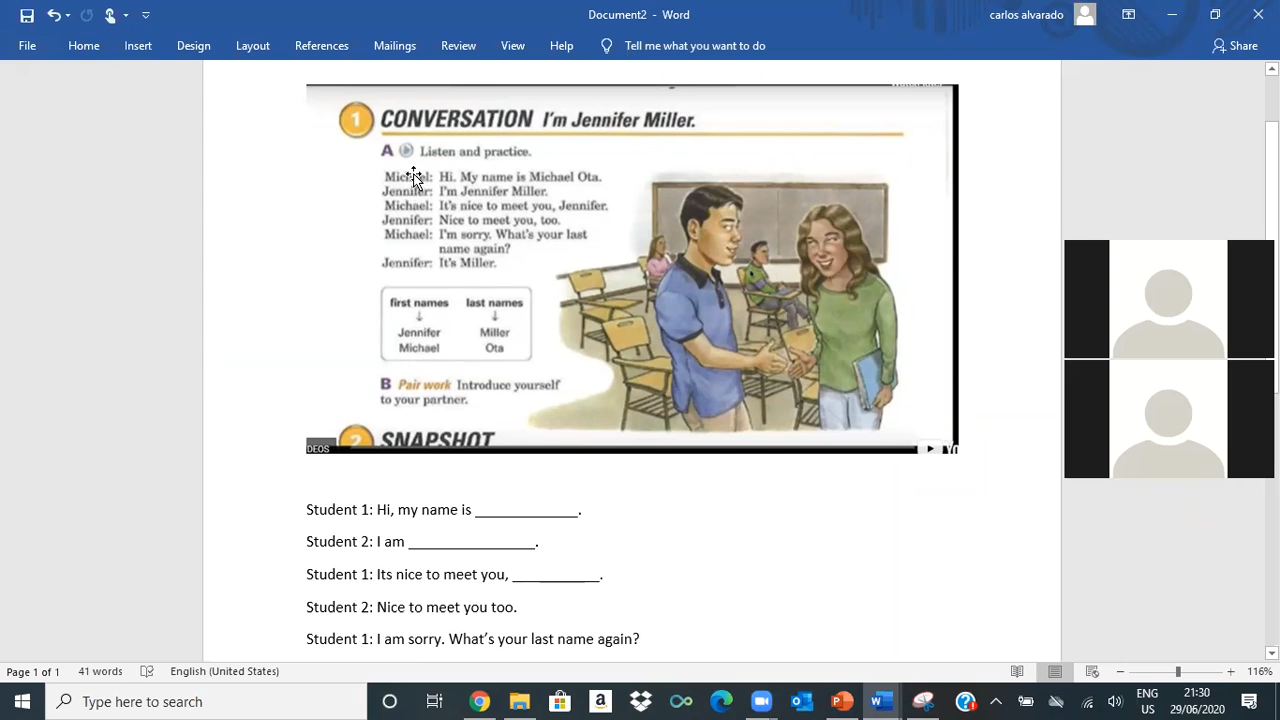 Document2 - Word
carlos alvarado
File Home Insert Design Layout References Mailings Review View Help Tell me what you want to do Share
1 CONVERSATION I'm Jennifer Miller.
A Listen and practice.
Michael: Hi. My name is Michael Ota.
Jennifer: I'm Jennifer Miller.
Michael: It's nice to meet you, Jennifer.
Jennifer: Nice to meet you, too.
Michael: I'm sorry. What's your last
name again?
Jennifer: It's Miller.
first names last names
↓ ↓
Jennifer Miller
Michael Ota
B Pair work Introduce yourself
to your partner.
2 SNAPSHOT
DEOS
Student 1: Hi, my name is _____________.
Student 2: I am ________________.
Student 1: Its nice to meet you, ___________.
Student 2: Nice to meet you too.
Student 1: I am sorry. What's your last name again?
Page 1 of 1 41 words English (United States) 116%
Type here to search
ENG 21:30
US 29/06/2020